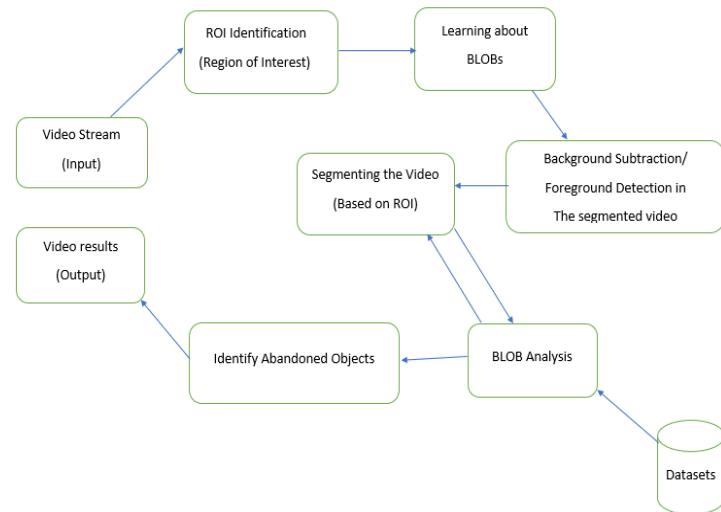 ROI Identification
(Region of Interest)
Learning about
BLOBs
Video Stream
(Input)
Background Subtraction/
Foreground Detection in
The segmented video
Segmenting the Video
(Based on ROI)
Video results
(Output)
Identify Abandoned Objects
BLOB Analysis
Datasets